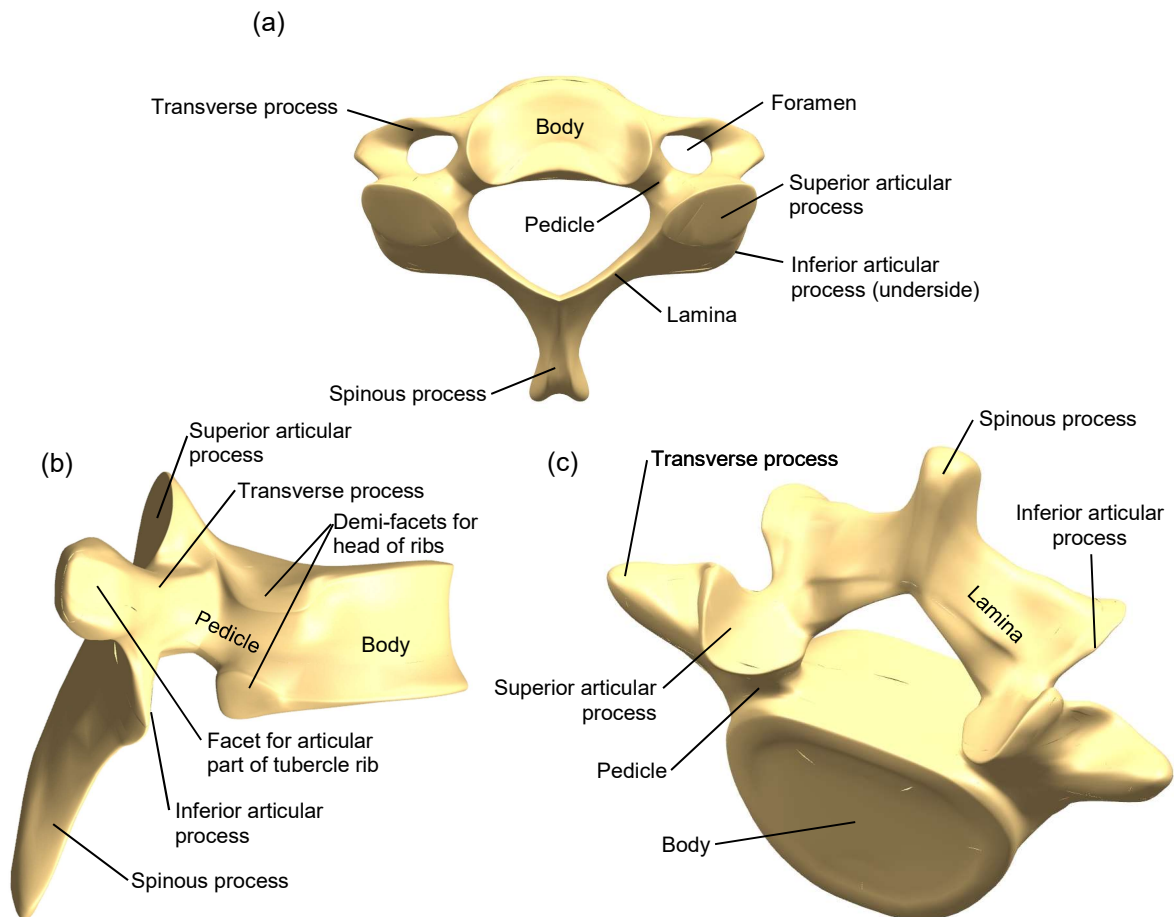 (a)
Transverse process
Foramen
Body
Superior articular
process
Pedicle
Inferior articular
process (underside)
Lamina
Spinous process
(b)
Superior articular
process
Transverse process
Demi-facets for
head of ribs
Pedicle
Body
Facet for articular
part of tubercle rib
Inferior articular
process
Spinous process
(c)
Spinous process
Transverse process
Inferior articular
process
Lamina
Superior articular
process
Pedicle
Body